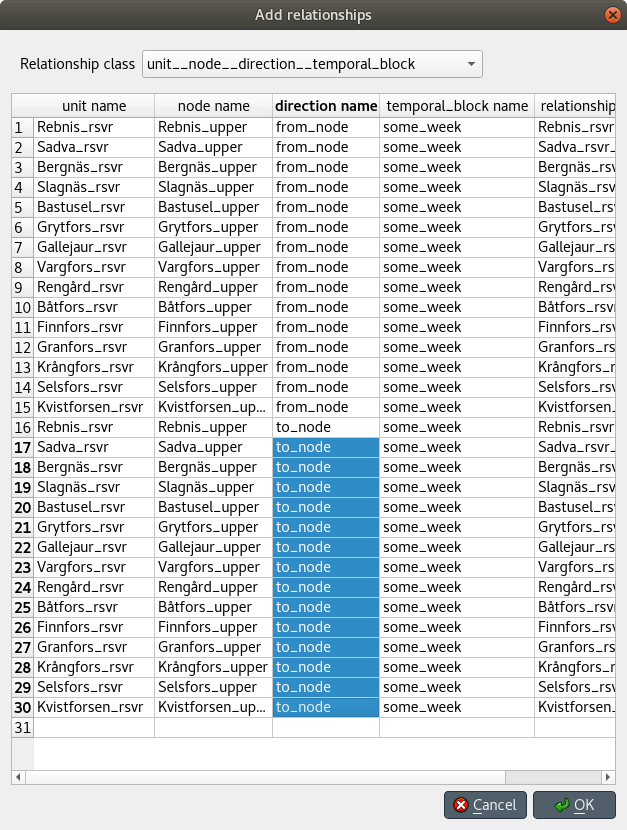 Add relationships
Relationship class unit__node__direction__temporal_block
unit name node name direction name temporal_block name relationship
1 Rebnis_rsvr Rebnis_upper from_node some_week Rebnis_rsvr
2 Sadva_rsvr Sadva_upper from_node some_week Sadva_rsvr_
3 Bergnäs_rsvr Bergnäs_upper from_node some_week Bergnäs_rsv
4 Slagnäs_rsvr Slagnäs_upper from_node some_week Slagnäs_rsv
5 Bastusel_rsvr Bastusel_upper from_node some_week Bastusel_rs
6 Grytfors_rsvr Grytfors_upper from_node some_week Grytfors_rsv
7 Gallejaur_rsvr Gallejaur_upper from_node some_week Gallejaur_rs
8 Vargfors_rsvr Vargfors_upper from_node some_week Vargfors_rs
9 Rengård_rsvr Rengård_upper from_node some_week Rengård_rs
10 Båtfors_rsvr Båtfors_upper from_node some_week Båtfors_rsv
11 Finnfors_rsvr Finnfors_upper from_node some_week Finnfors_rsv
12 Granfors_rsvr Granfors_upper from_node some_week Granfors_rs
13 Krångfors_rsvr Krångfors_upper from_node some_week Krångfors_r
14 Selsfors_rsvr Selsfors_upper from_node some_week Selsfors_rsv
15 Kvistforsen_rsvr Kvistforsen_up... from_node some_week Kvistforsen_
16 Rebnis_rsvr Rebnis_upper to_node some_week Rebnis_rsvr
17 Sadva_rsvr Sadva_upper to_node some_week Sadva_rsvr_
18 Bergnäs_rsvr Bergnäs_upper to_node some_week Bergnäs_rsv
19 Slagnäs_rsvr Slagnäs_upper to_node some_week Slagnäs_rsv
20 Bastusel_rsvr Bastusel_upper to_node some_week Bastusel_rs
21 Grytfors_rsvr Grytfors_upper to_node some_week Grytfors_rsv
22 Gallejaur_rsvr Gallejaur_upper to_node some_week Gallejaur_rs
23 Vargfors_rsvr Vargfors_upper to_node some_week Vargfors_rs
24 Rengård_rsvr Rengård_upper to_node some_week Rengård_rs
25 Båtfors_rsvr Båtfors_upper to_node some_week Båtfors_rsv
26 Finnfors_rsvr Finnfors_upper to_node some_week Finnfors_rsv
27 Granfors_rsvr Granfors_upper to_node some_week Granfors_rs
28 Krångfors_rsvr Krångfors_upper to_node some_week Krångfors_r
29 Selsfors_rsvr Selsfors_upper to_node some_week Selsfors_rsv
30 Kvistforsen_rsvr Kvistforsen_up... to_node some_week Kvistforsen_
31
Cancel OK